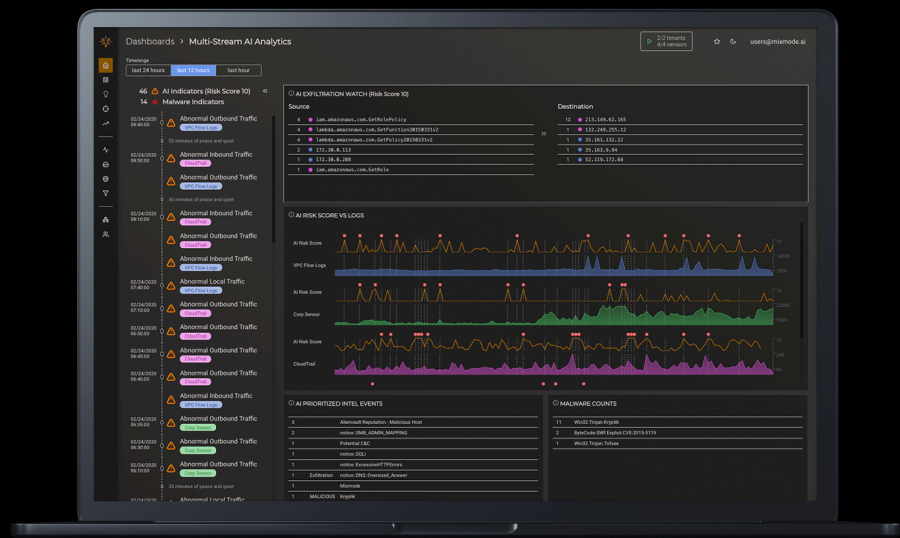 Dashboards > Multi-Stream AI Analytics
2/2 tenants
4/4 sensors
users@mixmode.ai
Timerange
last 24 hours
last 12 hours
last hour
46 AI Indicators (Risk Score 10)
14 Malware Indicators
02/24/2020
09:40:00
Abnormal Outbound Traffic
VPC Flow Logs
50 minutes of peace and quiet
02/24/2020
08:50:00
Abnormal Inbound Traffic
CloudTrail
Abnormal Outbound Traffic
VPC Flow Logs
40 minutes of peace and quiet
02/24/2020
08:10:00
Abnormal Inbound Traffic
CloudTrail
Abnormal Outbound Traffic
CloudTrail
Abnormal Inbound Traffic
VPC Flow Logs
02/24/2020
07:40:00
Abnormal Local Traffic
VPC Flow Logs
02/24/2020
07:10:00
Abnormal Outbound Traffic
CloudTrail
02/24/2020
06:50:00
Abnormal Outbound Traffic
CloudTrail
02/24/2020
06:45:00
Abnormal Outbound Traffic
CloudTrail
02/24/2020
06:40:00
Abnormal Outbound Traffic
CloudTrail
Abnormal Inbound Traffic
VPC Flow Logs
02/24/2020
06:35:00
Abnormal Outbound Traffic
Corp Sensor
02/24/2020
06:30:00
Abnormal Outbound Traffic
Corp Sensor
02/24/2020
06:10:00
Abnormal Outbound Traffic
Corp Sensor
35 minutes of peace and quiet
Abnormal Local Traffic
AI EXFILTRATION WATCH (Risk Score 10)
Source
4 iam.amazonaws.com.GetRolePolicy
4 lambda.amazonaws.com.GetFunction20150331v2
4 lambda.amazonaws.com.GetPolicy20150331v2
2 172.30.0.113
1 172.30.0.208
1 iam.amazonaws.com.GetRole
Destination
12 213.149.62.165
1 132.249.255.12
1 35.161.132.22
1 35.163.9.94
1 52.119.172.64
AI RISK SCORE VS LOGS
AI Risk Score
10
VPC Flow Logs
AI Risk Score
10
Corp Sensor
AI Risk Score
10
CloudTrail
AI PRIORITIZED INTEL EVENTS
3 Alienvault Reputation - Malicious Host
2 notice::SMB_ADMIN_MAPPING
1 Potential C&C
1 notice::SQLi
1 notice::ExcessiveHTTPErrors
1 Exfiltration notice::DNS::Oversized_Answer
1 Mixmode
1 MALICIOUS Kryptik
MALWARE COUNTS
11 Win32.Trojan.Kryptik
2 ByteCode-SWF.Exploit.CVE-2015-5119
1 Win32.Trojan.Tofsee